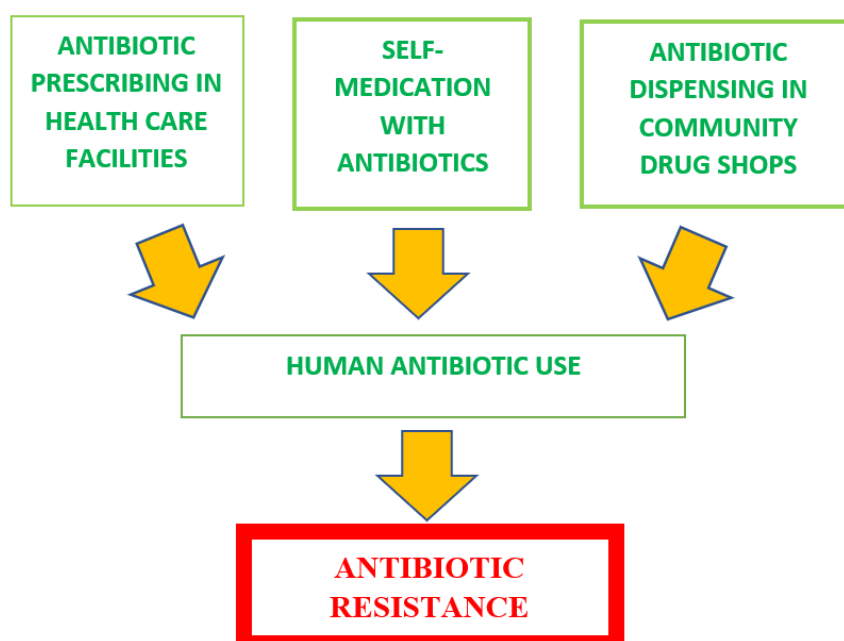 ANTIBIOTIC
PRESCRIBING IN
HEALTH CARE
FACILITIES
SELF-
MEDICATION
WITH
ANTIBIOTICS
ANTIBIOTIC
DISPENSING IN
COMMUNITY
DRUG SHOPS
HUMAN ANTIBIOTIC USE
ANTIBIOTIC
RESISTANCE